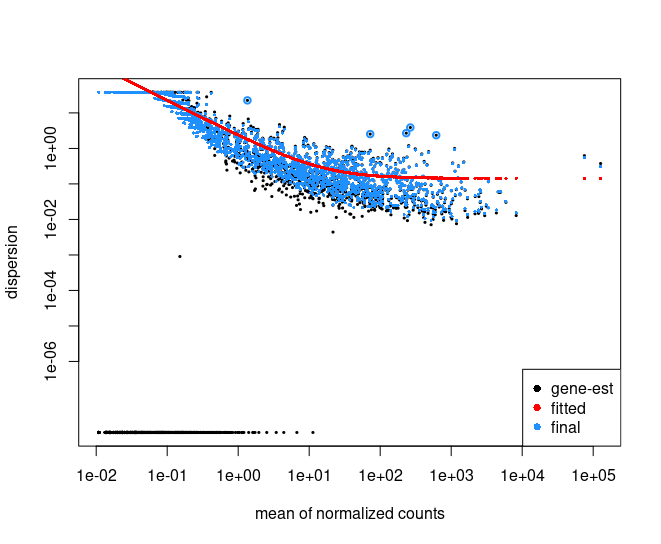 dispersion
1e+00
1e-02
1e-04
1e-06
gene-est
fitted
final
1e-02 1e-01 1e+00 1e+01 1e+02 1e+03 1e+04 1e+05
mean of normalized counts